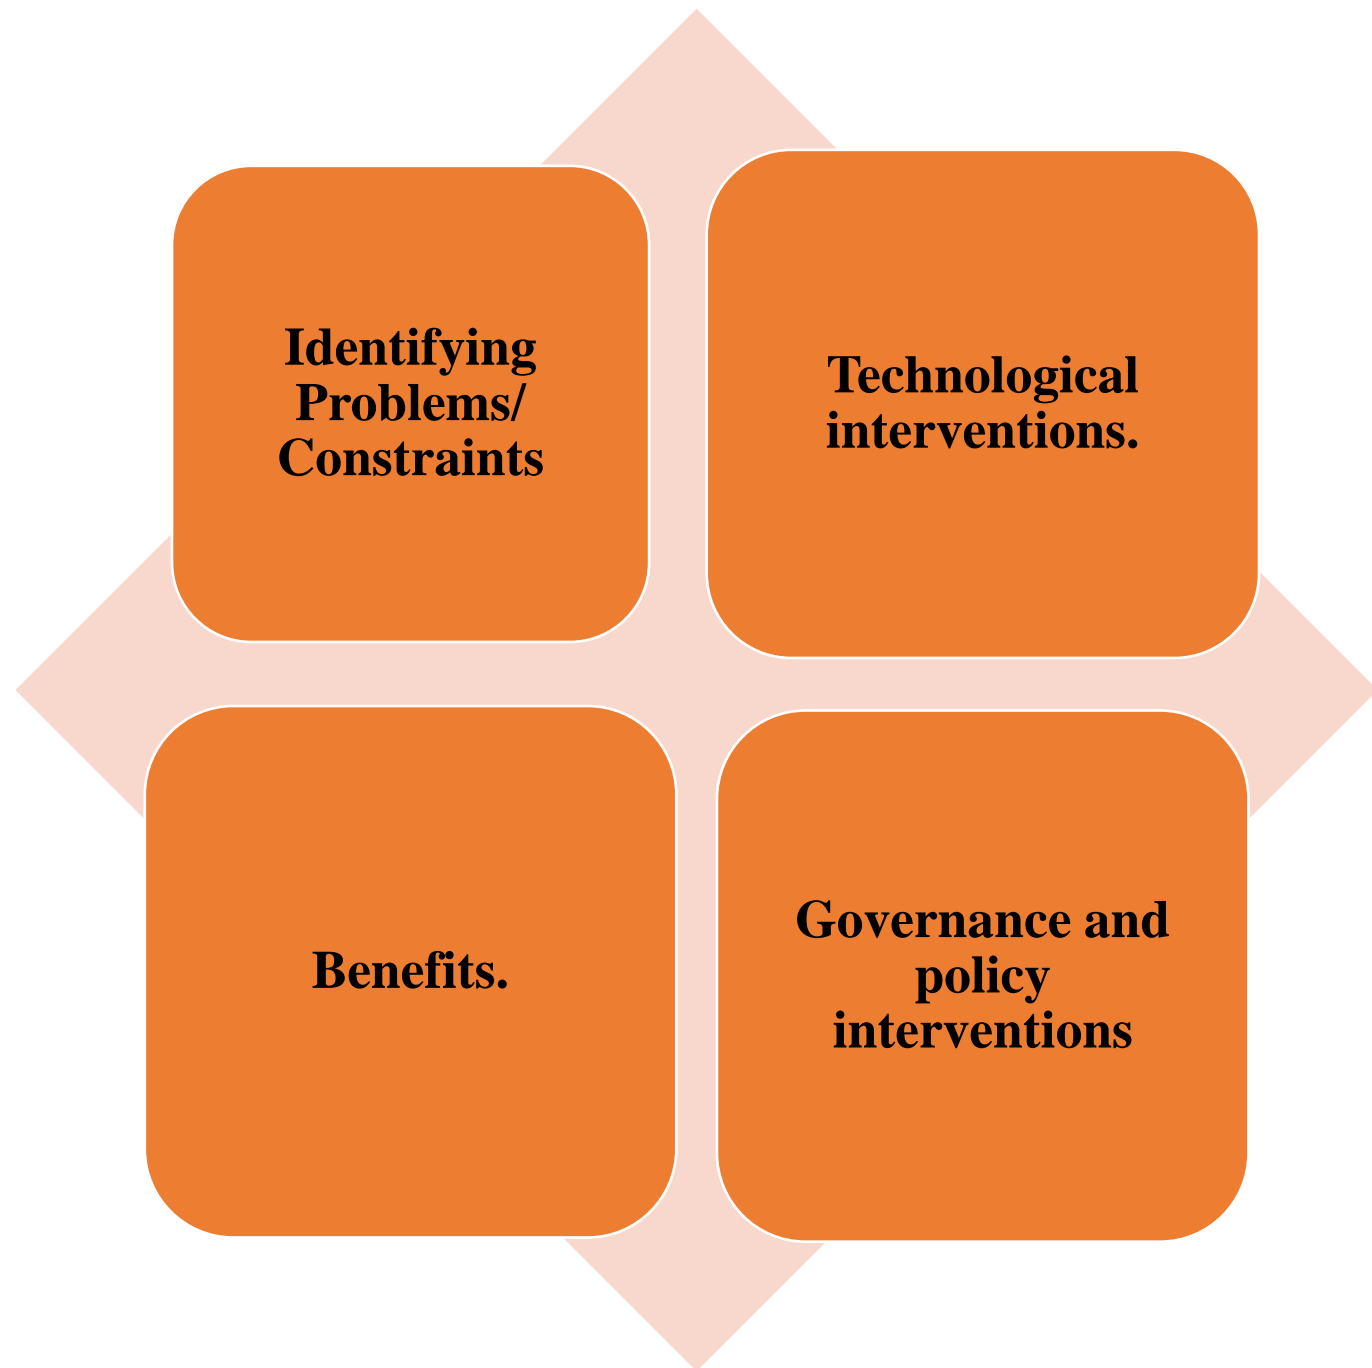 Identifying
Problems/
Constraints
Technological
interventions.
Benefits.
Governance and
policy
interventions